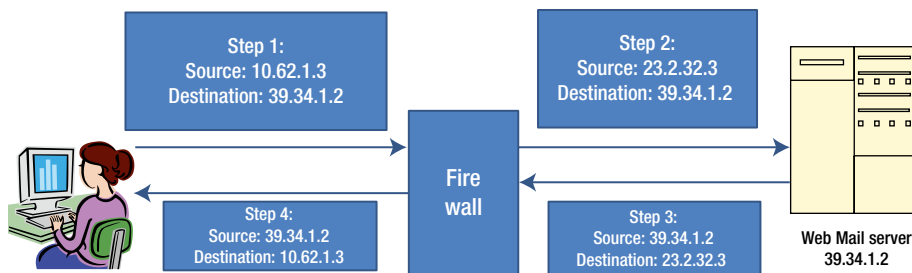 Step 1:
Source: 10.62.1.3
Destination: 39.34.1.2
Step 2:
Source: 23.2.32.3
Destination: 39.34.1.2
Fire
wall
Step 4:
Source: 39.34.1.2
Destination: 10.62.1.3
Step 3:
Source: 39.34.1.2
Destination: 23.2.32.3
Web Mail server
39.34.1.2